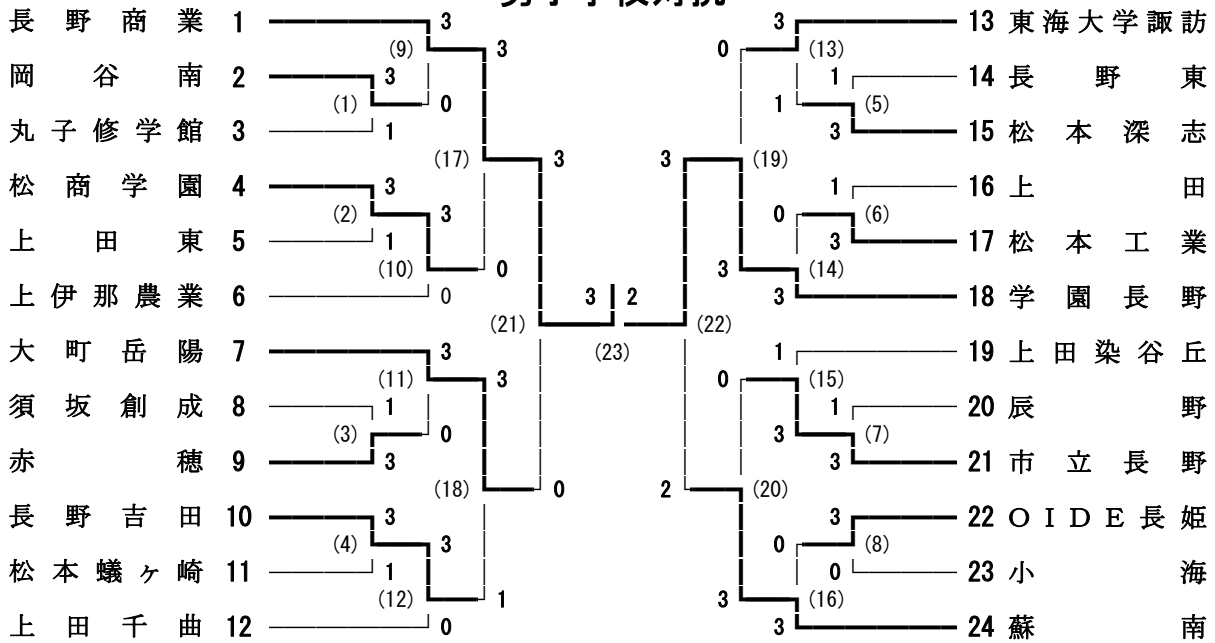 長野商業 1 3 3 13 東海大学諏訪
(9) 3 0 (13)
岡谷南 2 3 1 14 長野東
(1) 0 1 (5)
丸子修学館 3 1 3 15 松本深志
(17) 3 3 (19)
松商学園 4 3 1 16 上田
(2) 3 0 (6)
上田東 5 1 3 17 松本工業
(10) 0 3 (14)
上伊那農業 6 0 3 2 3 18 学園長野
(21) (23) (22)
大町岳陽 7 3 1 19 上田染谷丘
(11) 3 0 (15)
須坂創成 8 1 1 20 辰野
(3) 0 3 (7)
赤穂 9 3 3 21 市立長野
(18) 0 2 (20)
長野吉田 10 3 3 22 OIDE長姫
(4) 3 0 (8)
松本蟻ヶ崎 11 1 0 23 小海
(12) 1 3 (16)
上田千曲 12 0 3 24 蘇南